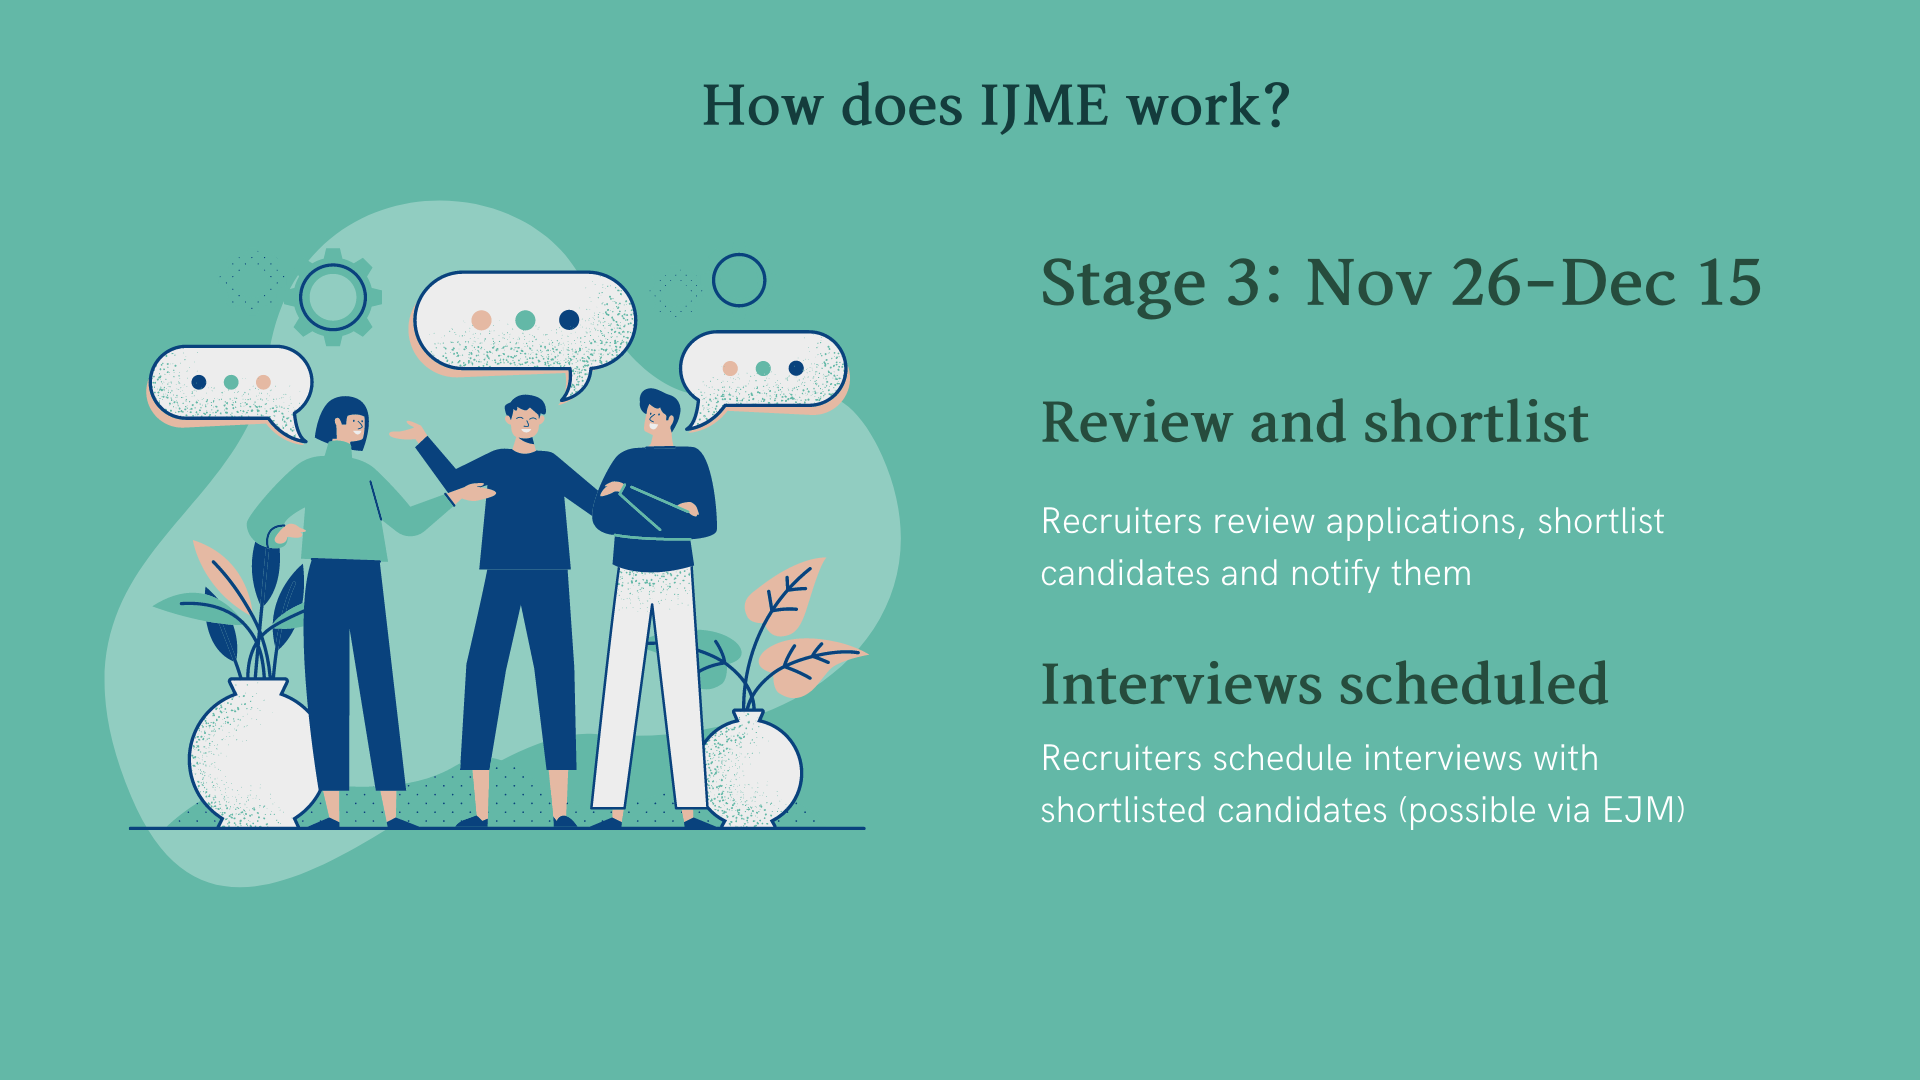 How does IJME work?
Stage 3: Nov 26-Dec 15
Review and shortlist
Recruiters review applications, shortlist
candidates and notify them
Interviews scheduled
Recruiters schedule interviews with
shortlisted candidates (possible via EJM)